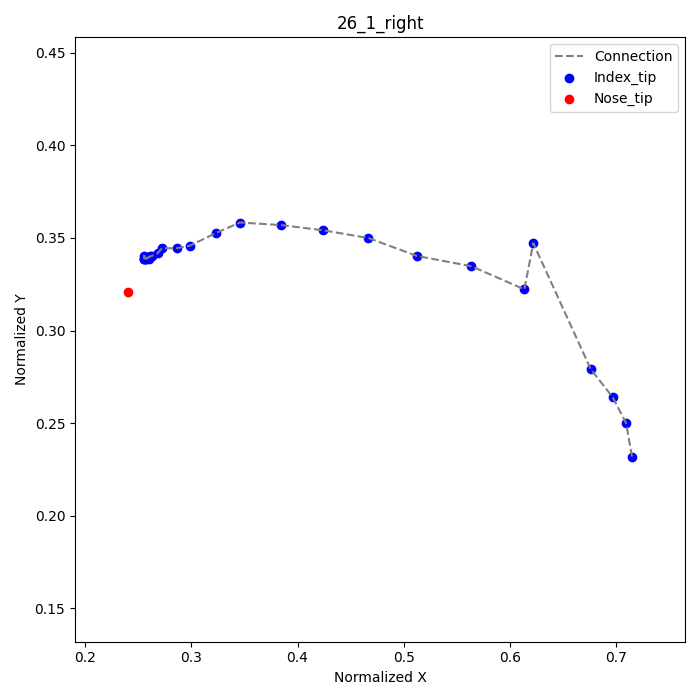 26_1_right
Connection
Index_tip
Nose_tip
0.45
0.40
0.35
0.30
0.25
0.20
0.15
Normalized Y
0.2
0.3
0.4
0.5
0.6
0.7
Normalized X